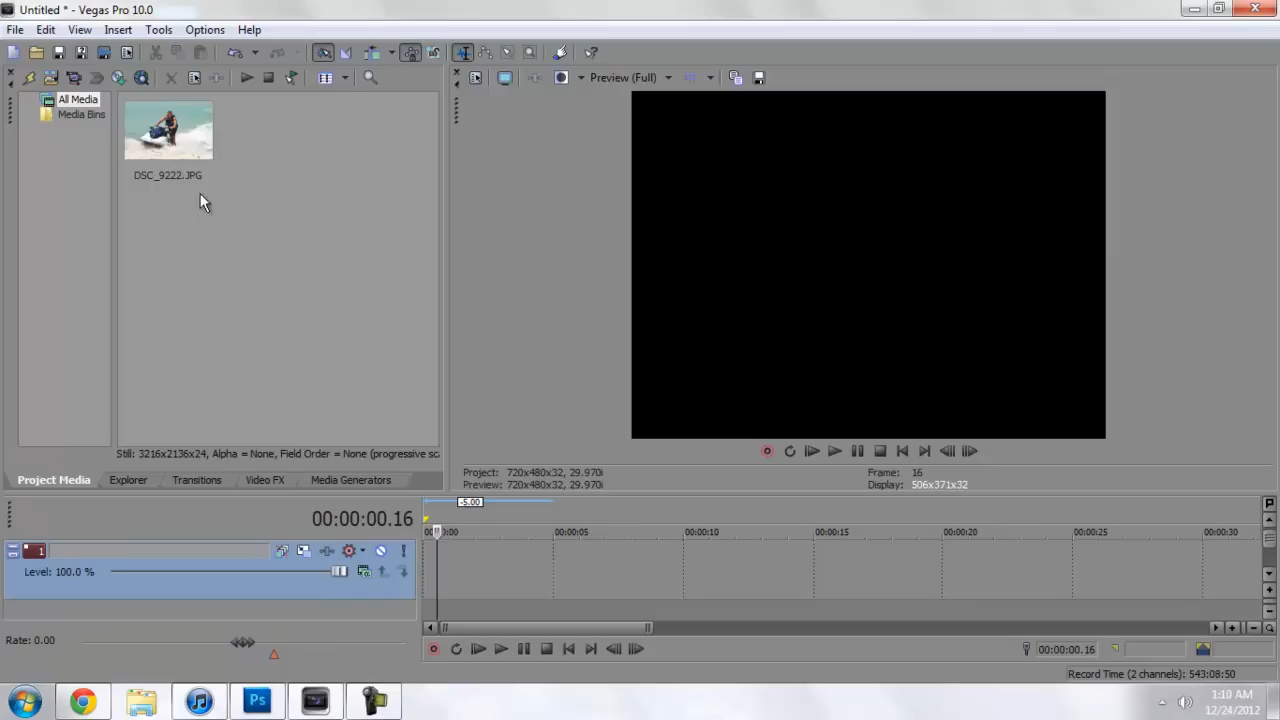 Untitled * - Vegas Pro 10.0
File Edit View Insert Tools Options Help
Preview (Full)
All Media
Media Bins
DSC_9222.JPG
Still: 3216x2136x24, Alpha = None, Field Order = None (progressive sca
Project Media Explorer Transitions Video FX Media Generators
Project: 720x480x32, 29.970i
Preview: 720x480x32, 29.970i
Frame: 16
Display: 506x371x32
-5.00
00:00:00.16
00:00:05 00:00:10 00:00:15 00:00:20 00:00:25 00:00:30
1
Level: 100.0 %
Rate: 0.00
00:00:00.16
Record Time (2 channels): 543:08:50
Ps
1:10 AM
12/24/2012